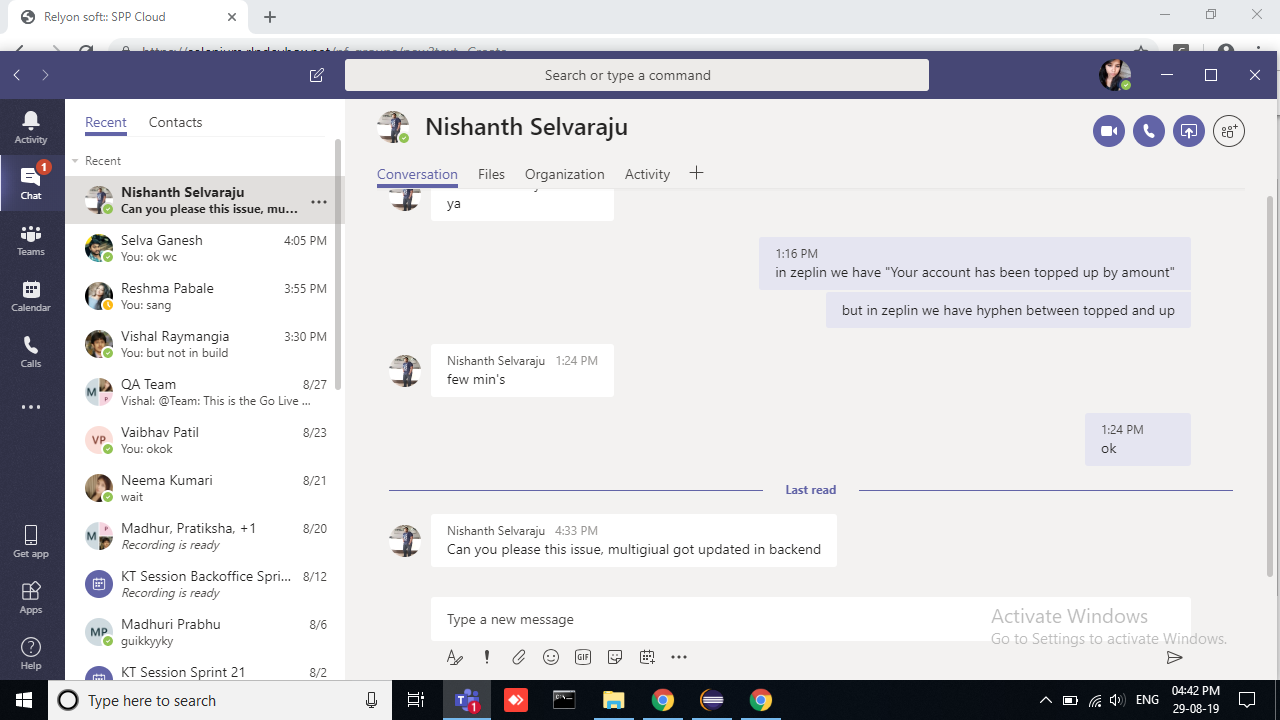 Relyon soft:: SPP Cloud
Search or type a command
Activity
Chat
1
Teams
Calendar
Calls
Get app
Apps
Help
Recent Contacts
Recent
Nishanth Selvaraju
Can you please this issue, mu...
Selva Ganesh 4:05 PM
You: ok wc
Reshma Pabale 3:55 PM
You: sang
Vishal Raymangia 3:30 PM
You: but not in build
M P
QA Team 8/27
Vishal: @Team: This is the Go Live ...
VP
Vaibhav Patil 8/23
You: okok
Neema Kumari 8/21
wait
M P
Madhur, Pratiksha, +1 8/20
Recording is ready
KT Session Backoffice Spri... 8/12
Recording is ready
MP
Madhuri Prabhu 8/6
guikkyyky
KT Session Sprint 21 8/2
Nishanth Selvaraju
Conversation Files Organization Activity
ya
1:16 PM
in zeplin we have "Your account has been topped up by amount"
but in zeplin we have hyphen between topped and up
Nishanth Selvaraju 1:24 PM
few min's
1:24 PM
ok
Last read
Nishanth Selvaraju 4:33 PM
Can you please this issue, multigiual got updated in backend
Type a new message
GIF
Activate Windows
Go to Settings to activate Windows.
Type here to search
T 1
ENG
04:42 PM
29-08-19